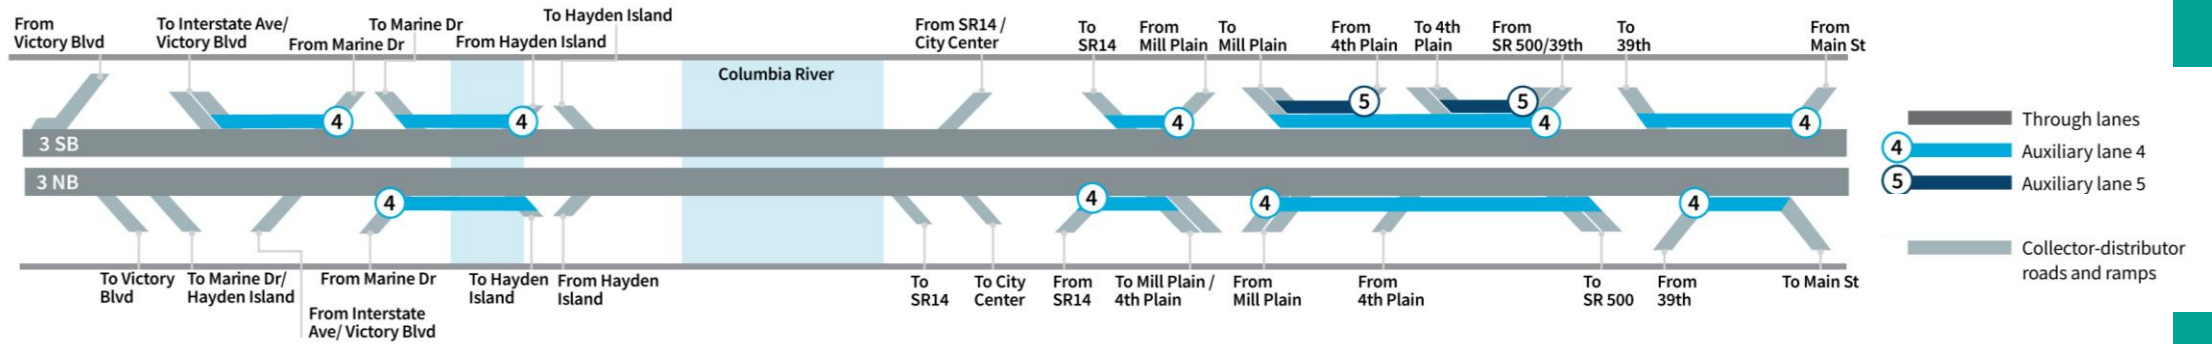 From
Victory Blvd
To Interstate Ave/
Victory Blvd
From Marine Dr
To Marine Dr
From Hayden Island
To Hayden Island
From SR14 /
City Center
To
SR14
From
Mill Plain
To
Mill Plain
From
4th Plain
To 4th
Plain
From
SR 500/39th
To
39th
From
Main St
Columbia River
4
4
4
5
5
4
4
3 SB
3 NB
4
4
4
4
To Victory
Blvd
To Marine Dr/
Hayden Island
From Interstate
Ave/ Victory Blvd
From Marine Dr
To Hayden
Island
From Hayden
Island
To
SR14
To City
Center
From
SR14
To Mill Plain /
4th Plain
From
Mill Plain
From
4th Plain
To
SR 500
From
39th
To Main St
Through lanes
4
Auxiliary lane 4
5
Auxiliary lane 5
Collector-distributor
roads and ramps